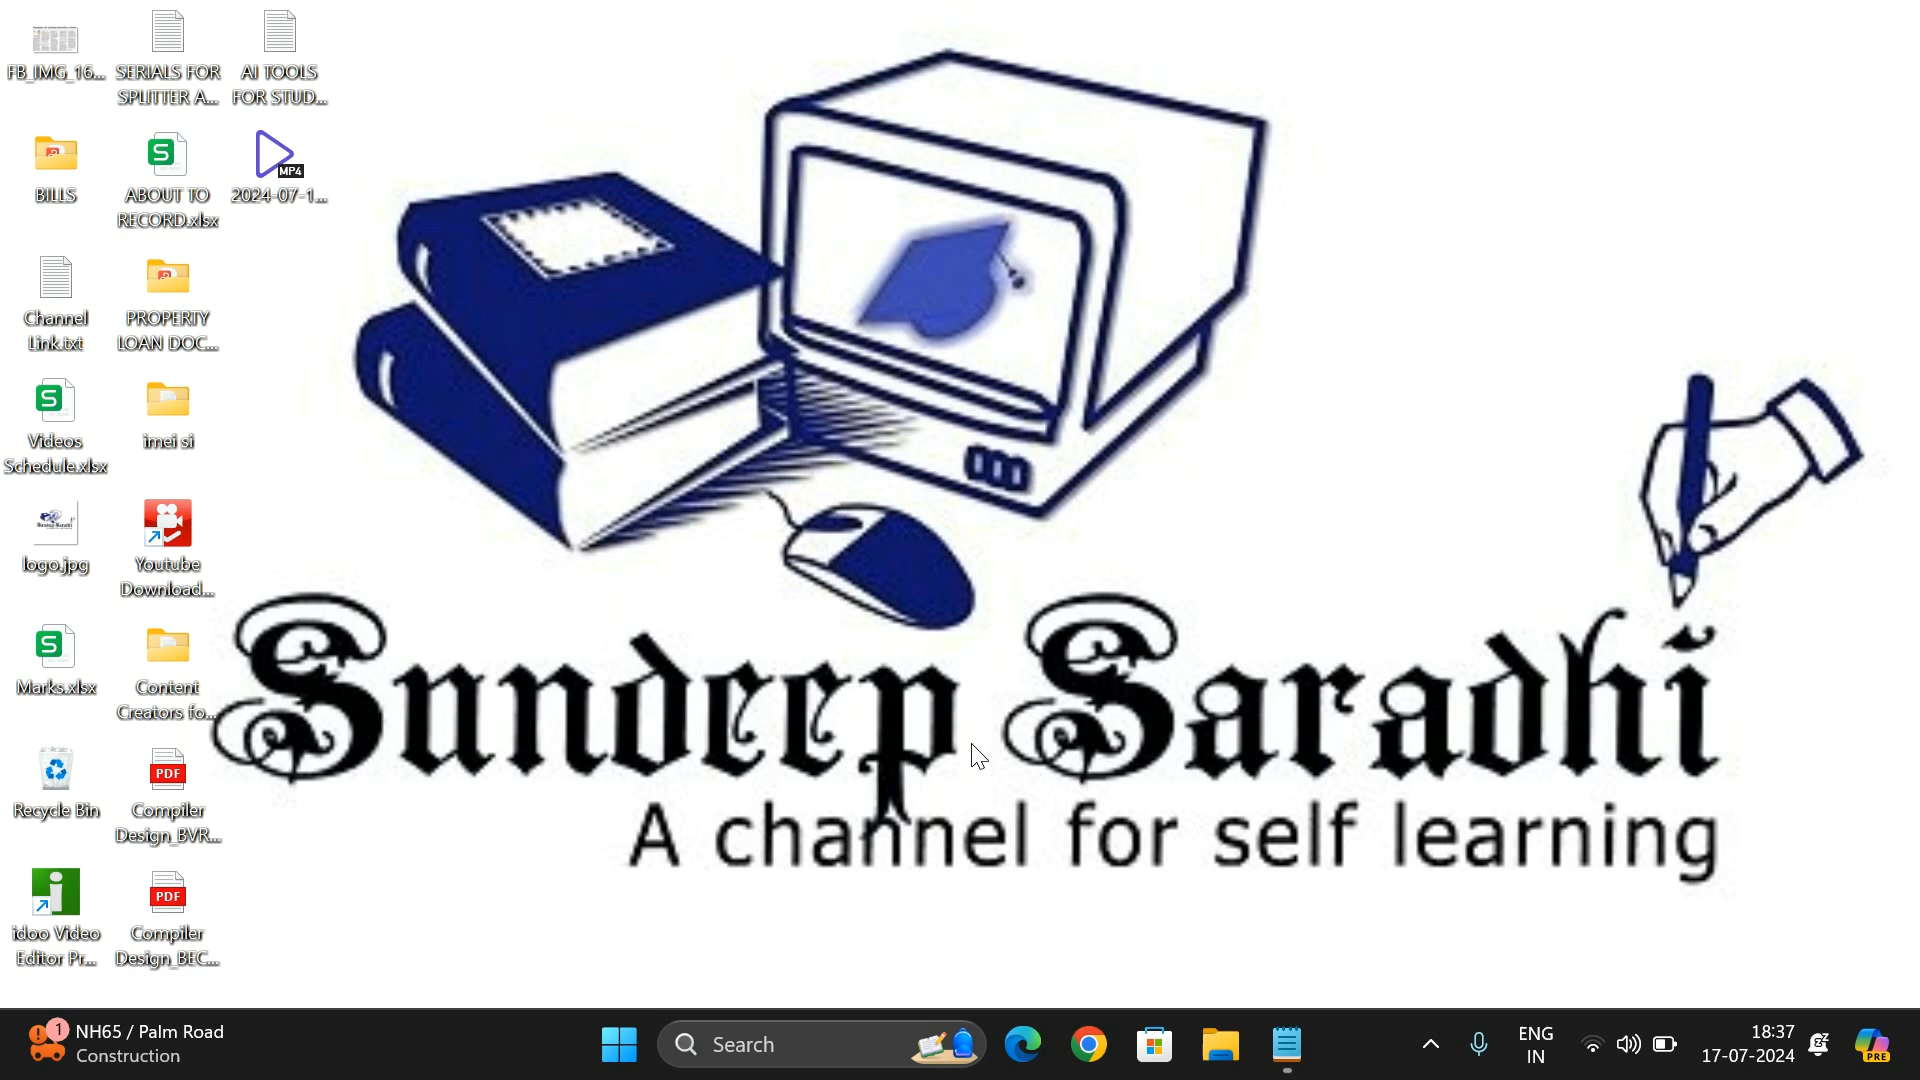 FB_IMG_16...
SERIALS FOR
SPLITTER A...
AI TOOLS
FOR STUD...
BILLS
S
ABOUT TO
RECORD.xlsx
MP4
2024-07-1...
Channel
Link.txt
PROPERTY
LOAN DOC...
S
Videos
Schedule.xlsx
imei si
logo.jpg
Youtube
Download...
S
Marks.xlsx
Content
Creators fo...
Recycle Bin
PDF
Compiler
Design_BVR...
idoo Video
Editor Pr...
PDF
Compiler
Design_BEC...
Sundeep Saradhi
A channel for self learning
1
NH65 / Palm Road
Construction
Search
ENG
IN
18:37
17-07-2024
PRE